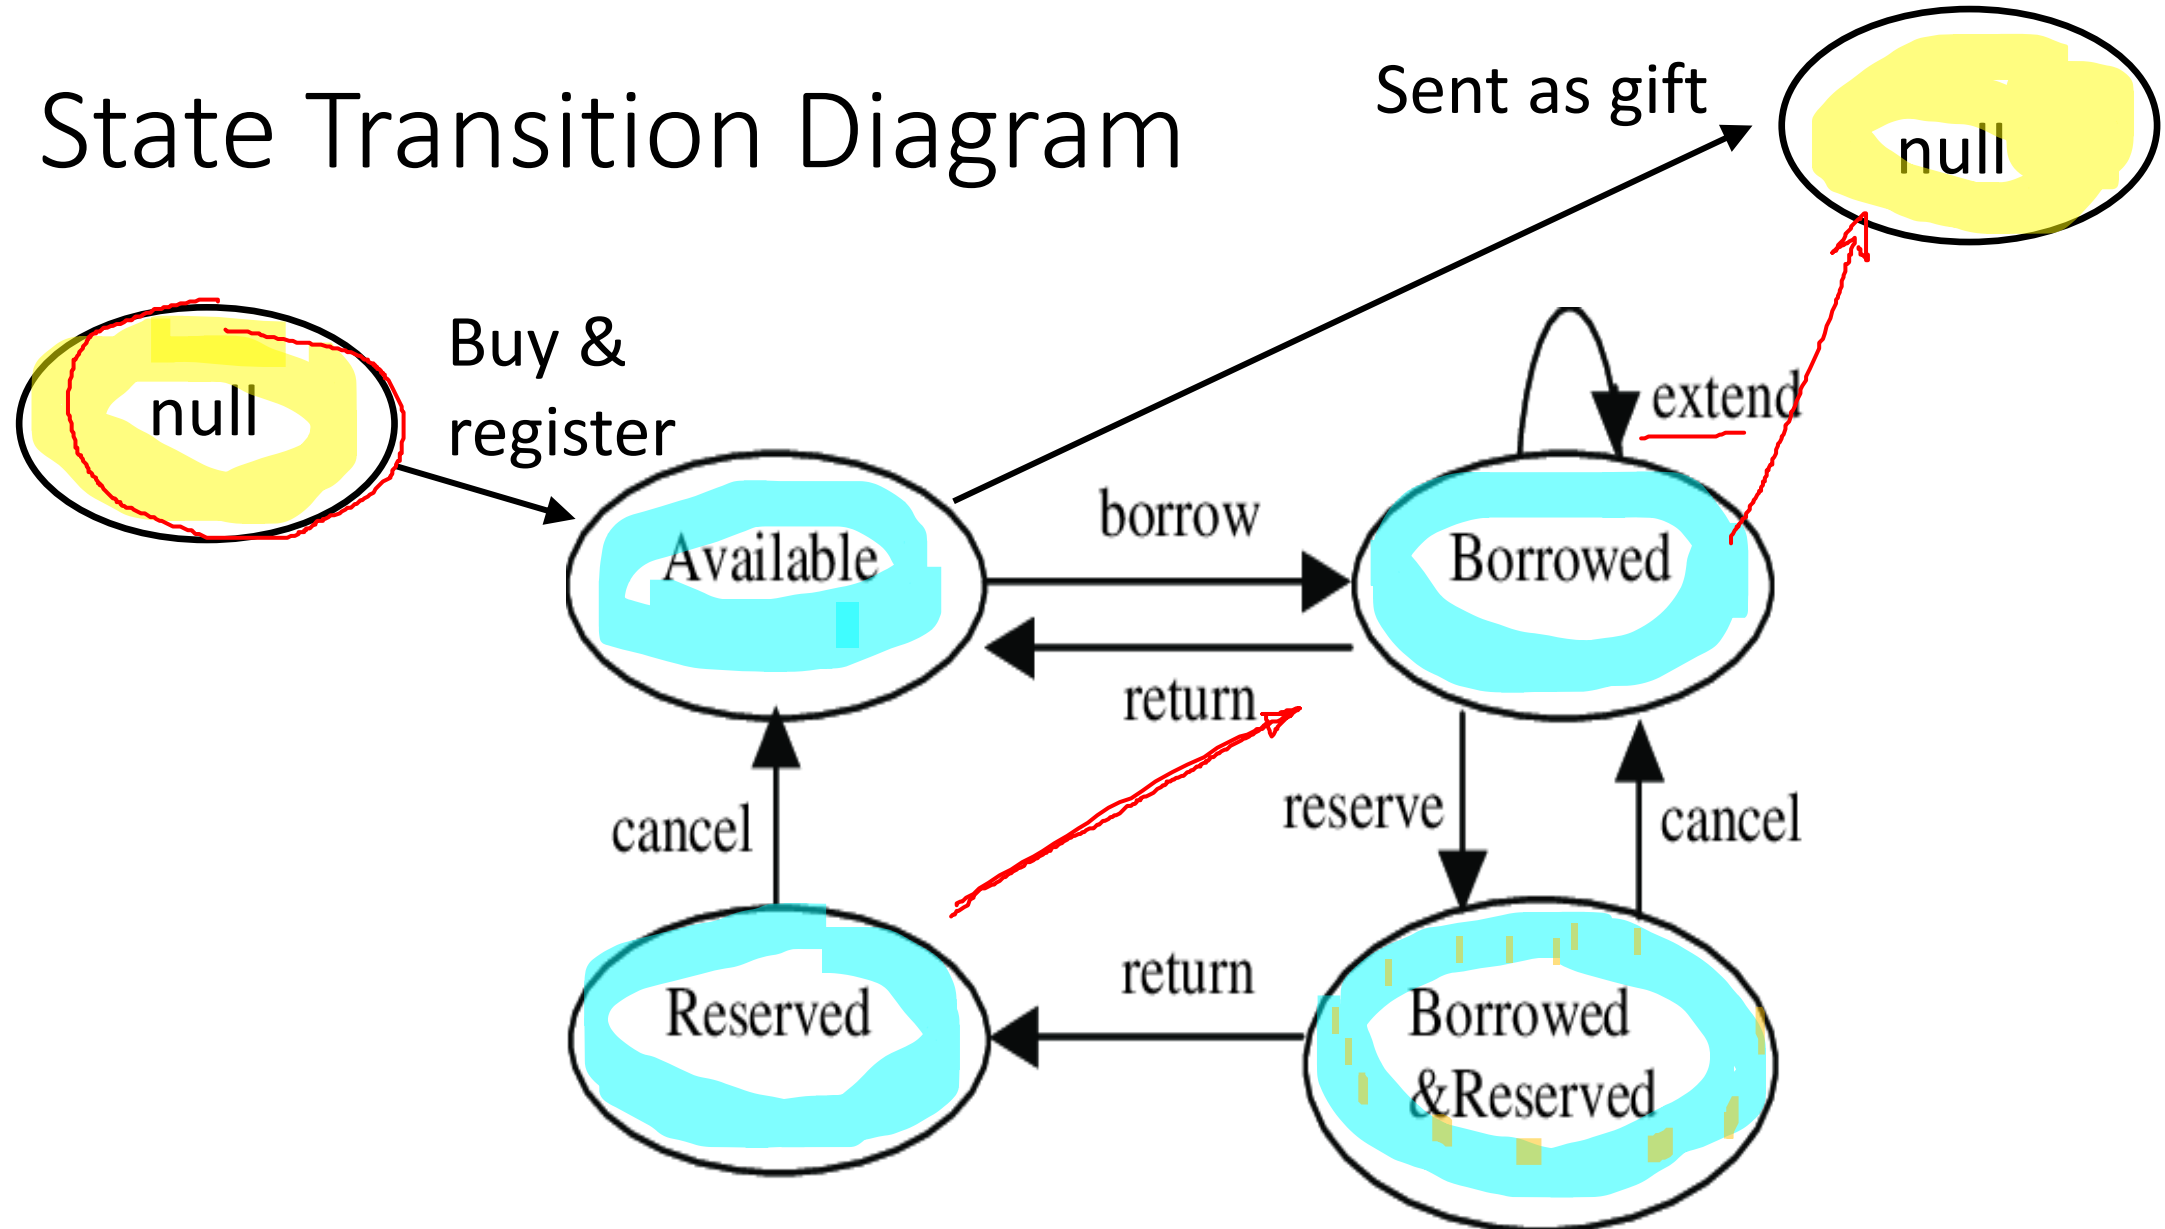 State Transition Diagram
Sent as gift
null
null
Buy &
register
extend
Available
borrow
Borrowed
return
cancel
reserve
cancel
Reserved
return
Borrowed
&Reserved